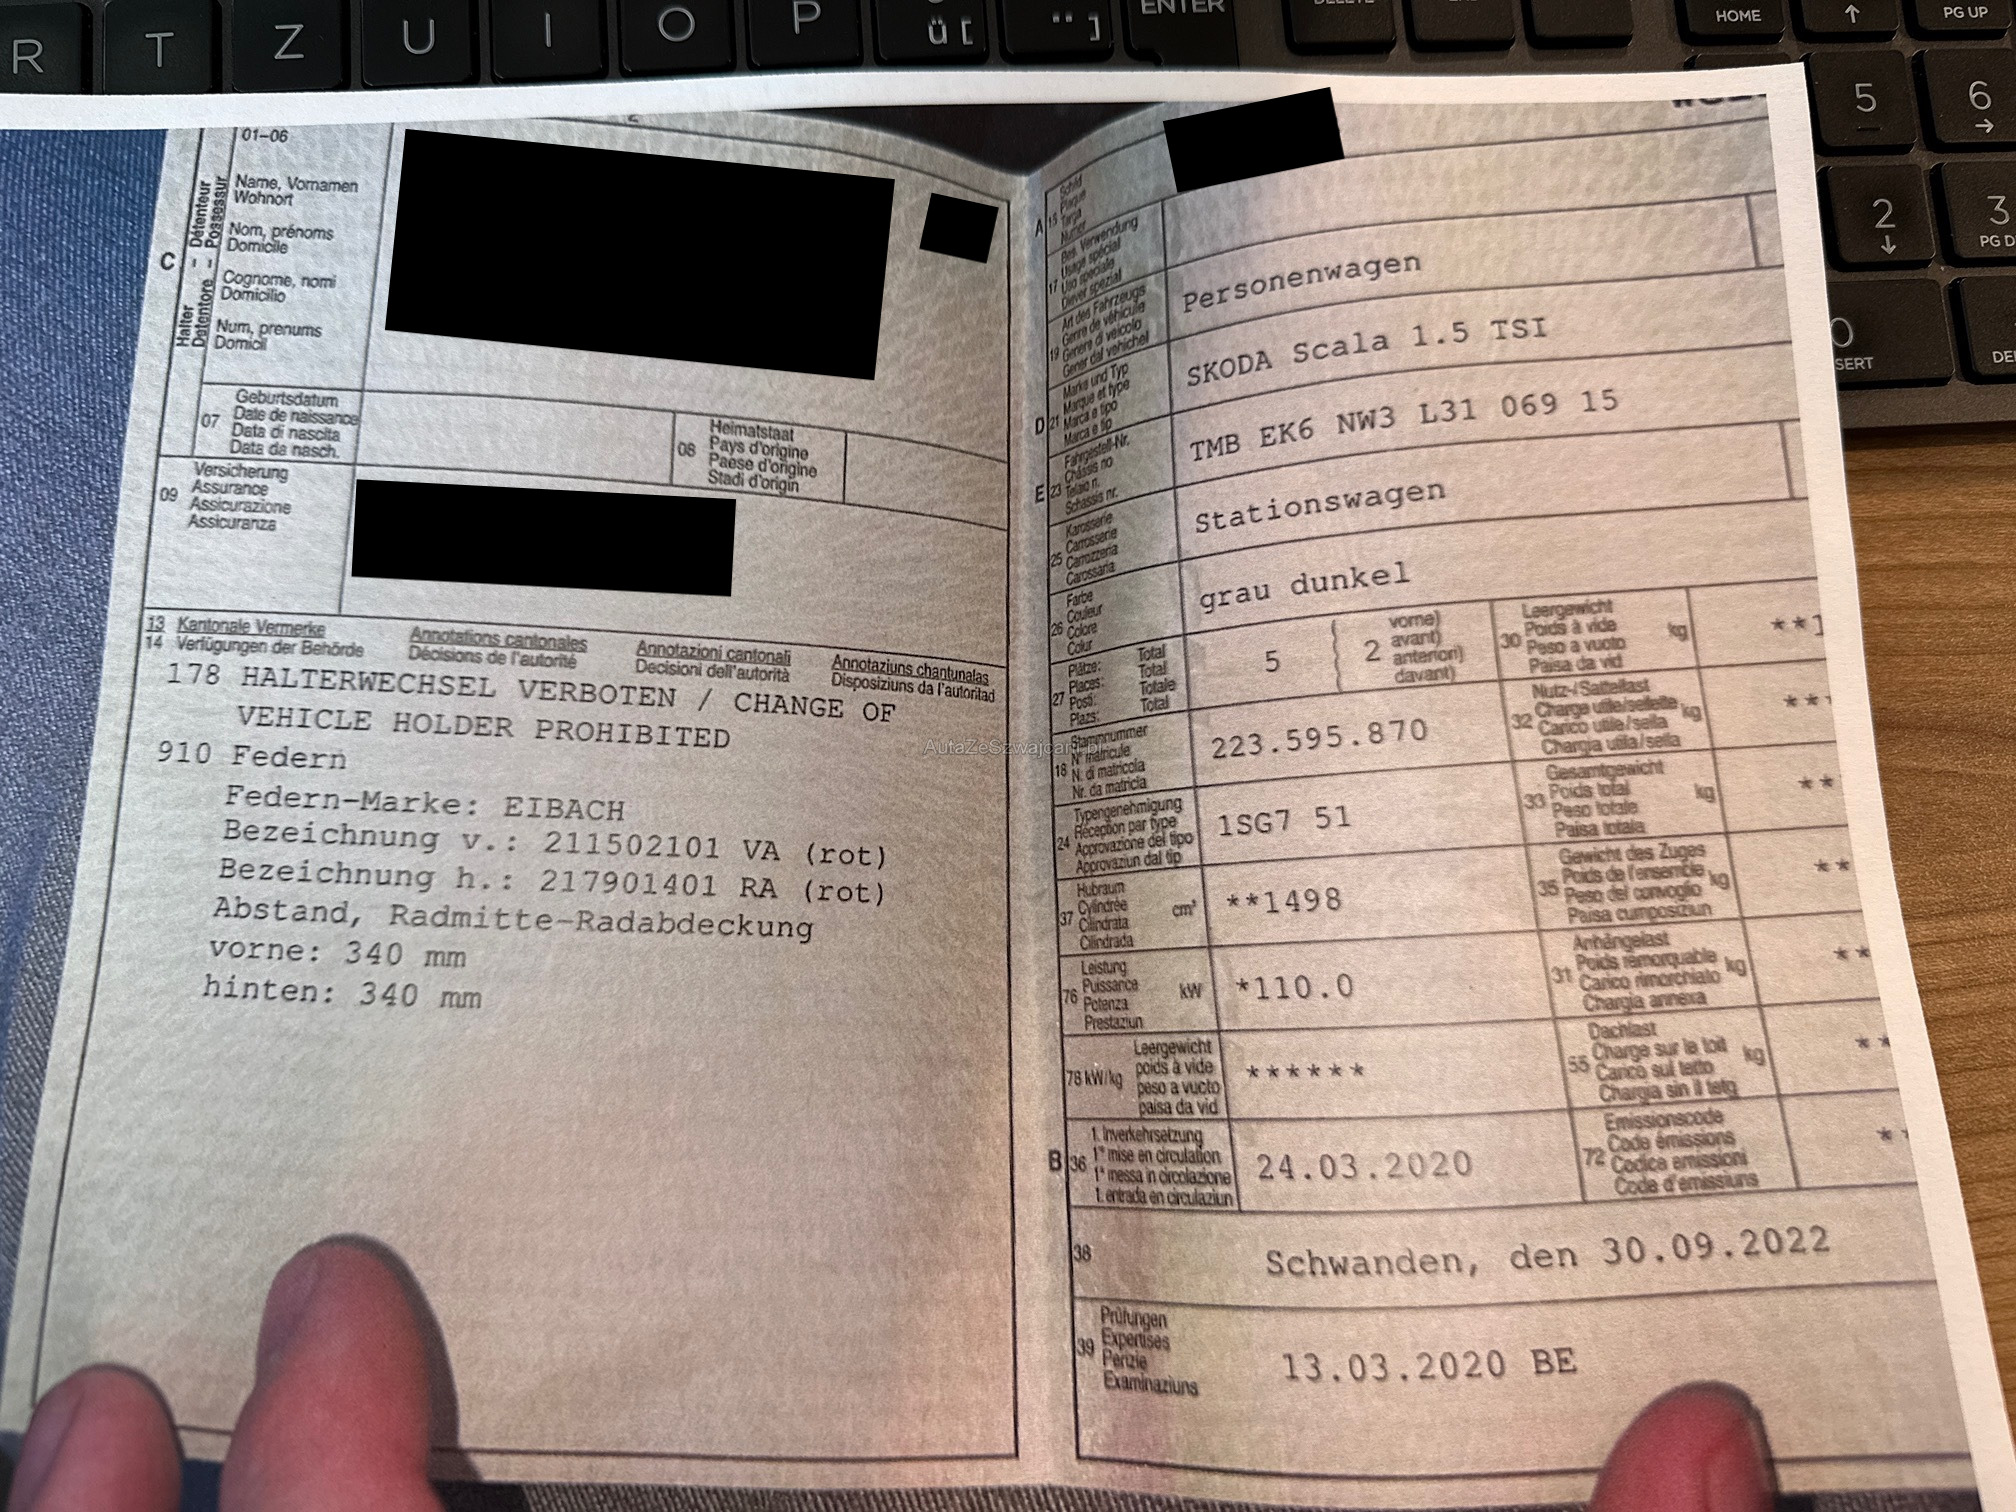 R T Z U I O P ü [ ¨ ]
ENTER
HOME
↑
PG UP
5
6
→
2
↓
3
PG D
0
SERT
DE
01–06
Name, Vornamen
Wohnort
Nom, prénoms
Domicile
Cognome, nomi
Domicilio
Num, prenums
Domicil
C
Halter – Détenteur
Detentore – Possessur
07
Geburtsdatum
Date de naissance
Data di nascita
Data da nasch.
08
Heimatstaat
Pays d'origine
Paese d'origine
Stadi d'origin
09
Versicherung
Assurance
Assicurazione
Assicuranza
13 Kantonale Vermerke Annotations cantonales Annotazioni cantonali Annotaziuns chantunalas
14 Verfügungen der Behörde Décisions de l'autorité Decisioni dell'autorità Disposiziuns da l'autoritad
178 HALTERWECHSEL VERBOTEN / CHANGE OF
VEHICLE HOLDER PROHIBITED
910 Federn
Federn-Marke: EIBACH
Bezeichnung v.: 211502101 VA (rot)
Bezeichnung h.: 217901401 RA (rot)
Abstand, Radmitte-Radabdeckung
vorne: 340 mm
hinten: 340 mm
AutaZeSzwajcarii.pl
A 15
Schild
Plaque
Targa
Numer
17
Bes. Verwendung
Usage spécial
Uso speciale
Diever spezial
19
Art des Fahrzeugs
Genre de véhicule
Genere di veicolo
Gener dal vehichel
Personenwagen
D 21
Marke und Typ
Marque et type
Marca e tipo
Marca e tip
SKODA Scala 1.5 TSI
E 23
Fahrgestell-Nr.
Châssis no
Telaio n.
Schassis nr.
TMB EK6 NW3 L31 069 15
25
Karosserie
Carrosserie
Carrozzeria
Carossaria
Stationswagen
26
Farbe
Couleur
Colore
Colur
grau dunkel
27
Plätze: Total
Places: Total
Posti: Totale
Plazs: Total
5
2
vorne)
avant)
anteriori)
davant)
30
Leergewicht
Poids à vide
Peso a vuoto
Paisa da vid
kg
**1
18
Stammnummer
N° matricule
N. di matricola
Nr. da matricla
223.595.870
32
Nutz-/Sattellast
Charge utile/sellette
Carico utile/sella
Chargia utila/sella
kg
**
24
Typengenehmigung
Réception par type
Approvazione del tipo
Approvaziun dal tip
1SG7 51
33
Gesamtgewicht
Poids total
Peso totale
Paisa totala
kg
**
37
Hubraum
Cylindrée
Cilindrata
Cilindrada
cm³
**1498
35
Gewicht des Zuges
Poids de l'ensemble
Peso del convoglio
Paisa cumposiziun
kg
**
76
Leistung
Puissance
Potenza
Prestaziun
kW
*110.0
31
Anhängelast
Poids remorquable
Carico rimorchiato
Chargia annexa
kg
**
78 kW/kg
Leergewicht
poids à vide
peso a vuoto
paisa da vid
******
55
Dachlast
Charge sur le toit
Carico sul tetto
Chargia sin il tetg
kg
**
B 36
1. Inverkehrsetzung
1re mise en circulation
1a messa in circolazione
1. entrada en circulaziun
24.03.2020
72
Emissionscode
Code émissions
Codice emissioni
Code d'emissiuns
*
38
Schwanden, den 30.09.2022
39
Prüfungen
Expertises
Perizie
Examinaziuns
13.03.2020 BE